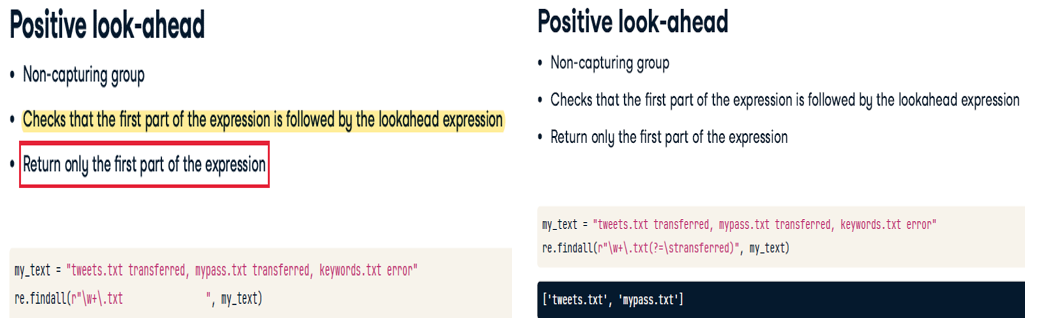 Positive look-ahead
• Non-capturing group
• Checks that the first part of the expression is followed by the lookahead expression
• Return only the first part of the expression
my_text = "tweets.txt transferred, mypass.txt transferred, keywords.txt error"
re.findall(r"\w+\.txt                ", my_text)
Positive look-ahead
• Non-capturing group
• Checks that the first part of the expression is followed by the lookahead expression
• Return only the first part of the expression
my_text = "tweets.txt transferred, mypass.txt transferred, keywords.txt error"
re.findall(r"\w+\.txt(?=\stransferred)", my_text)
['tweets.txt', 'mypass.txt']